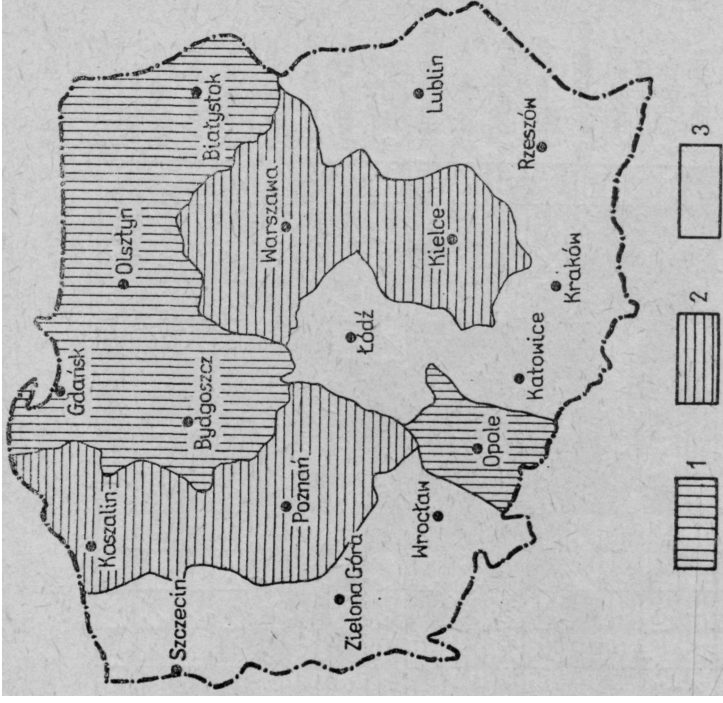 Gdańsk
Koszalin
Olsztyn
Szczecin
Bydgoszcz
Białystok
Poznań
Warszawa
Zielona Góra
Łódź
Wrocław
Lublin
Opole
Kielce
Katowice
Kraków
Rzeszów
1
2
3